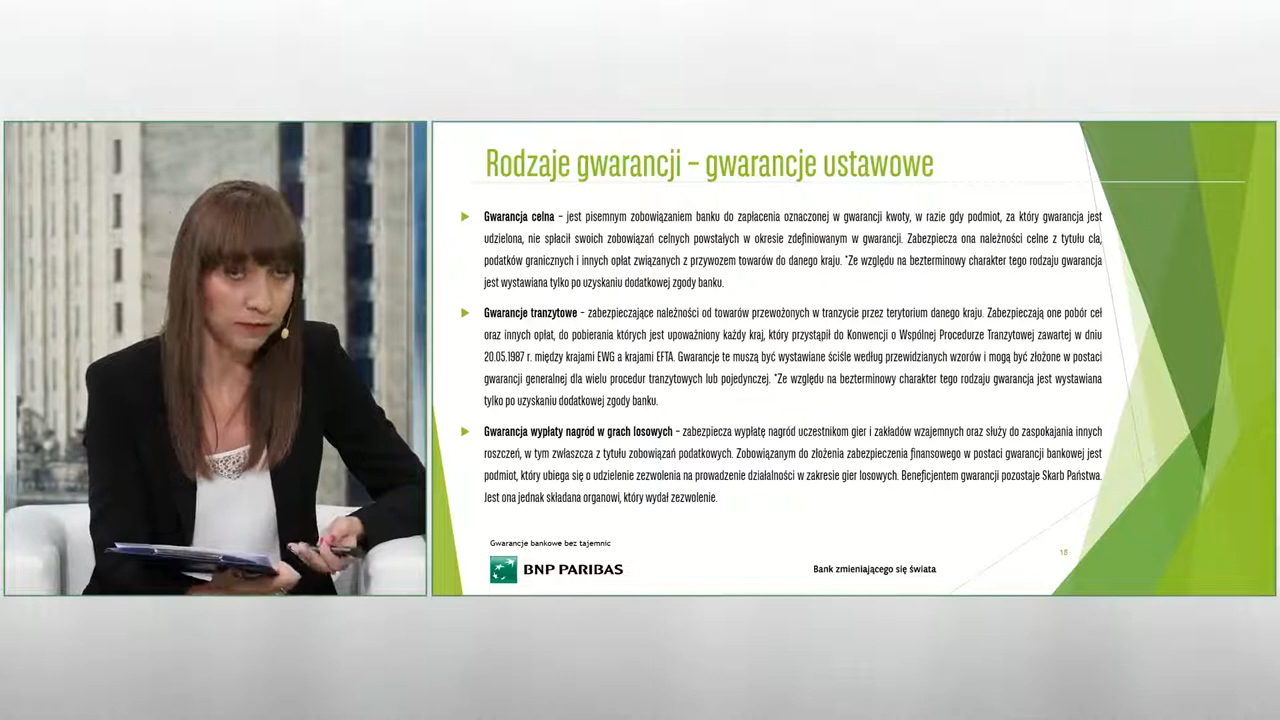 Rodzaje gwarancji – gwarancje ustawowe
Gwarancja celna – jest pisemnym zobowiązaniem banku do zapłacenia oznaczonej w gwarancji kwoty, w razie gdy podmiot, za który gwarancja jest
udzielona, nie spłacił swoich zobowiązań celnych powstałych w okresie zdefiniowanym w gwarancji. Zabezpiecza ona należności celne z tytułu cła,
podatków granicznych i innych opłat związanych z przywozem towarów do danego kraju. *Ze względu na bezterminowy charakter tego rodzaju gwarancja
jest wystawiana tylko po uzyskaniu dodatkowej zgody banku.
Gwarancje tranzytowe – zabezpieczające należności od towarów przewożonych w tranzycie przez terytorium danego kraju. Zabezpieczają one pobór ceł
oraz innych opłat, do pobierania których jest upoważniony każdy kraj, który przystąpił do Konwencji o Wspólnej Procedurze Tranzytowej zawartej w dniu
20.05.1987 r. między krajami EWG a krajami EFTA. Gwarancje te muszą być wystawiane ściśle według przewidzianych wzorów i mogą być złożone w postaci
gwarancji generalnej dla wielu procedur tranzytowych lub pojedynczej. *Ze względu na bezterminowy charakter tego rodzaju gwarancja jest wystawiana
tylko po uzyskaniu dodatkowej zgody banku.
Gwarancja wypłaty nagród w grach losowych – zabezpiecza wypłatę nagród uczestnikom gier i zakładów wzajemnych oraz służy do zaspokajania innych
roszczeń, w tym zwłaszcza z tytułu zobowiązań podatkowych. Zobowiązanym do złożenia zabezpieczenia finansowego w postaci gwarancji bankowej jest
podmiot, który ubiega się o udzielenie zezwolenia na prowadzenie działalności w zakresie gier losowych. Beneficjentem gwarancji pozostaje Skarb Państwa.
Jest ona jednak składana organowi, który wydał zezwolenie.
Gwarancje bankowe bez tajemnic
18
BNP PARIBAS
Bank zmieniającego się świata